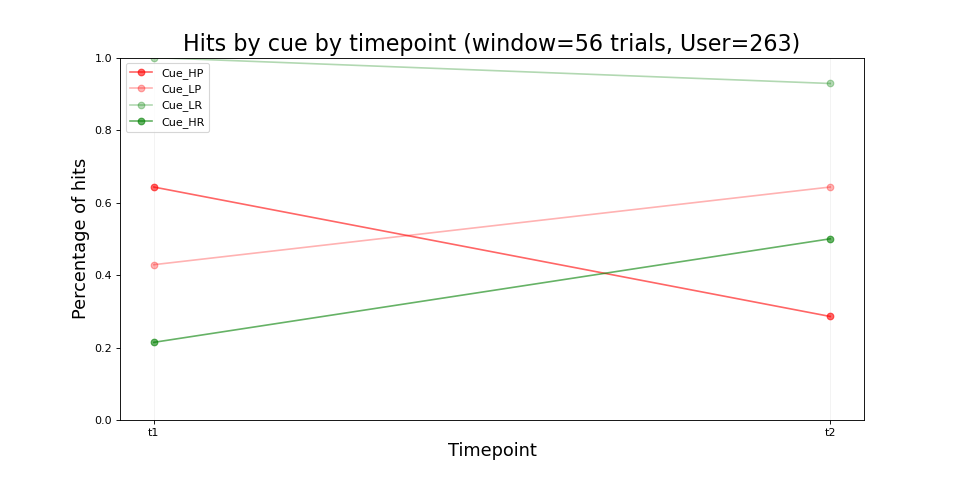 Hits by cue by timepoint (window=56 trials, User=263)
Percentage of hits
1.0
0.8
0.6
0.4
0.2
0.0
Cue_HP
Cue_LP
Cue_LR
Cue_HR
t1
t2
Timepoint